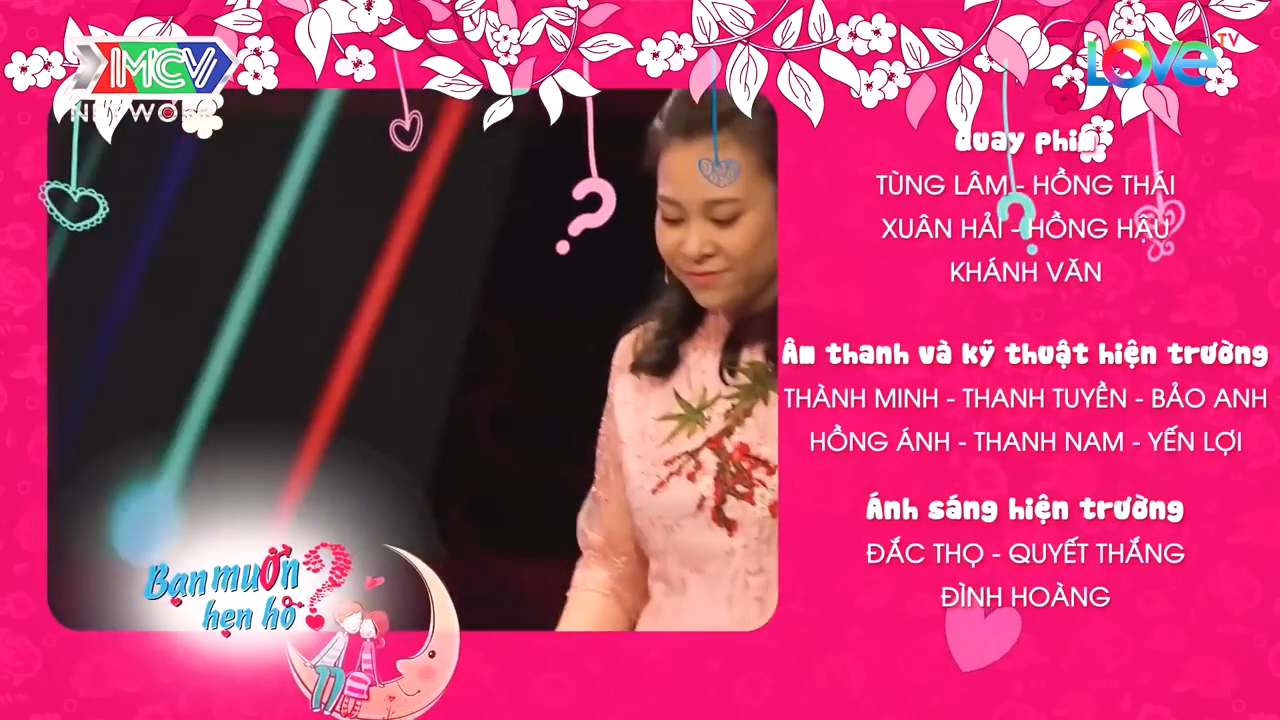 MCV
NETWORK
LOVE TV
Quay phim
TÙNG LÂM - HỒNG THÁI
XUÂN HẢI - HỒNG HẬU
KHÁNH VĂN
Âm thanh và kỹ thuật hiện trường
THÀNH MINH - THANH TUYỀN - BẢO ANH
HỒNG ÁNH - THANH NAM - YẾN LỢI
Ánh sáng hiện trường
ĐẮC THỌ - QUYẾT THẮNG
ĐÌNH HOÀNG
Bạn muốn
hẹn hò?